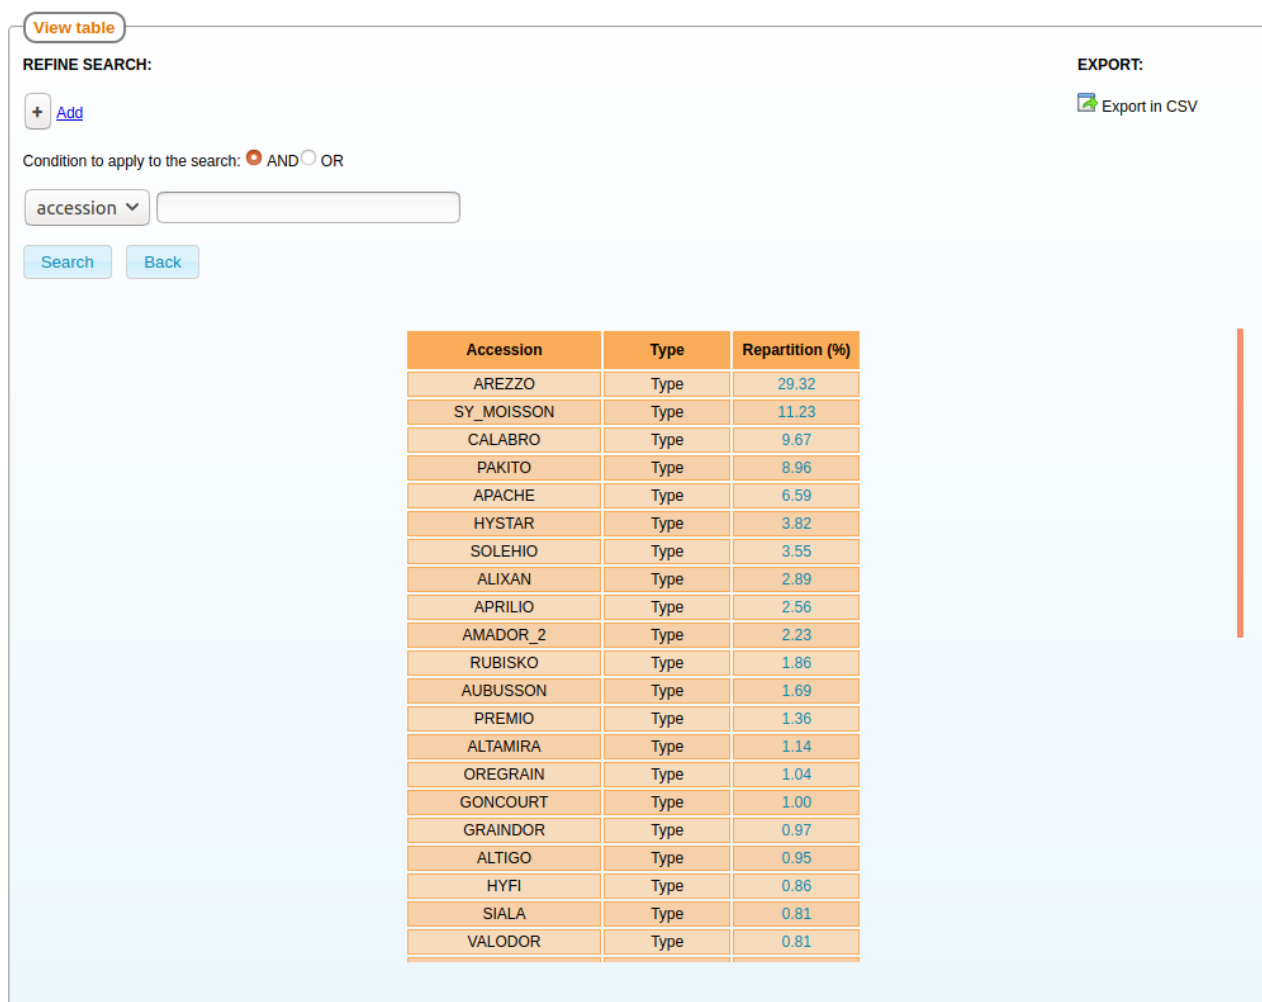 View table
REFINE SEARCH:
EXPORT:
+ Add
Export in CSV
Condition to apply to the search: AND OR
accession
Search Back
Accession Type Repartition (%)
AREZZO Type 29.32
SY_MOISSON Type 11.23
CALABRO Type 9.67
PAKITO Type 8.96
APACHE Type 6.59
HYSTAR Type 3.82
SOLEHIO Type 3.55
ALIXAN Type 2.89
APRILIO Type 2.56
AMADOR_2 Type 2.23
RUBISKO Type 1.86
AUBUSSON Type 1.69
PREMIO Type 1.36
ALTAMIRA Type 1.14
OREGRAIN Type 1.04
GONCOURT Type 1.00
GRAINDOR Type 0.97
ALTIGO Type 0.95
HYFI Type 0.86
SIALA Type 0.81
VALODOR Type 0.81